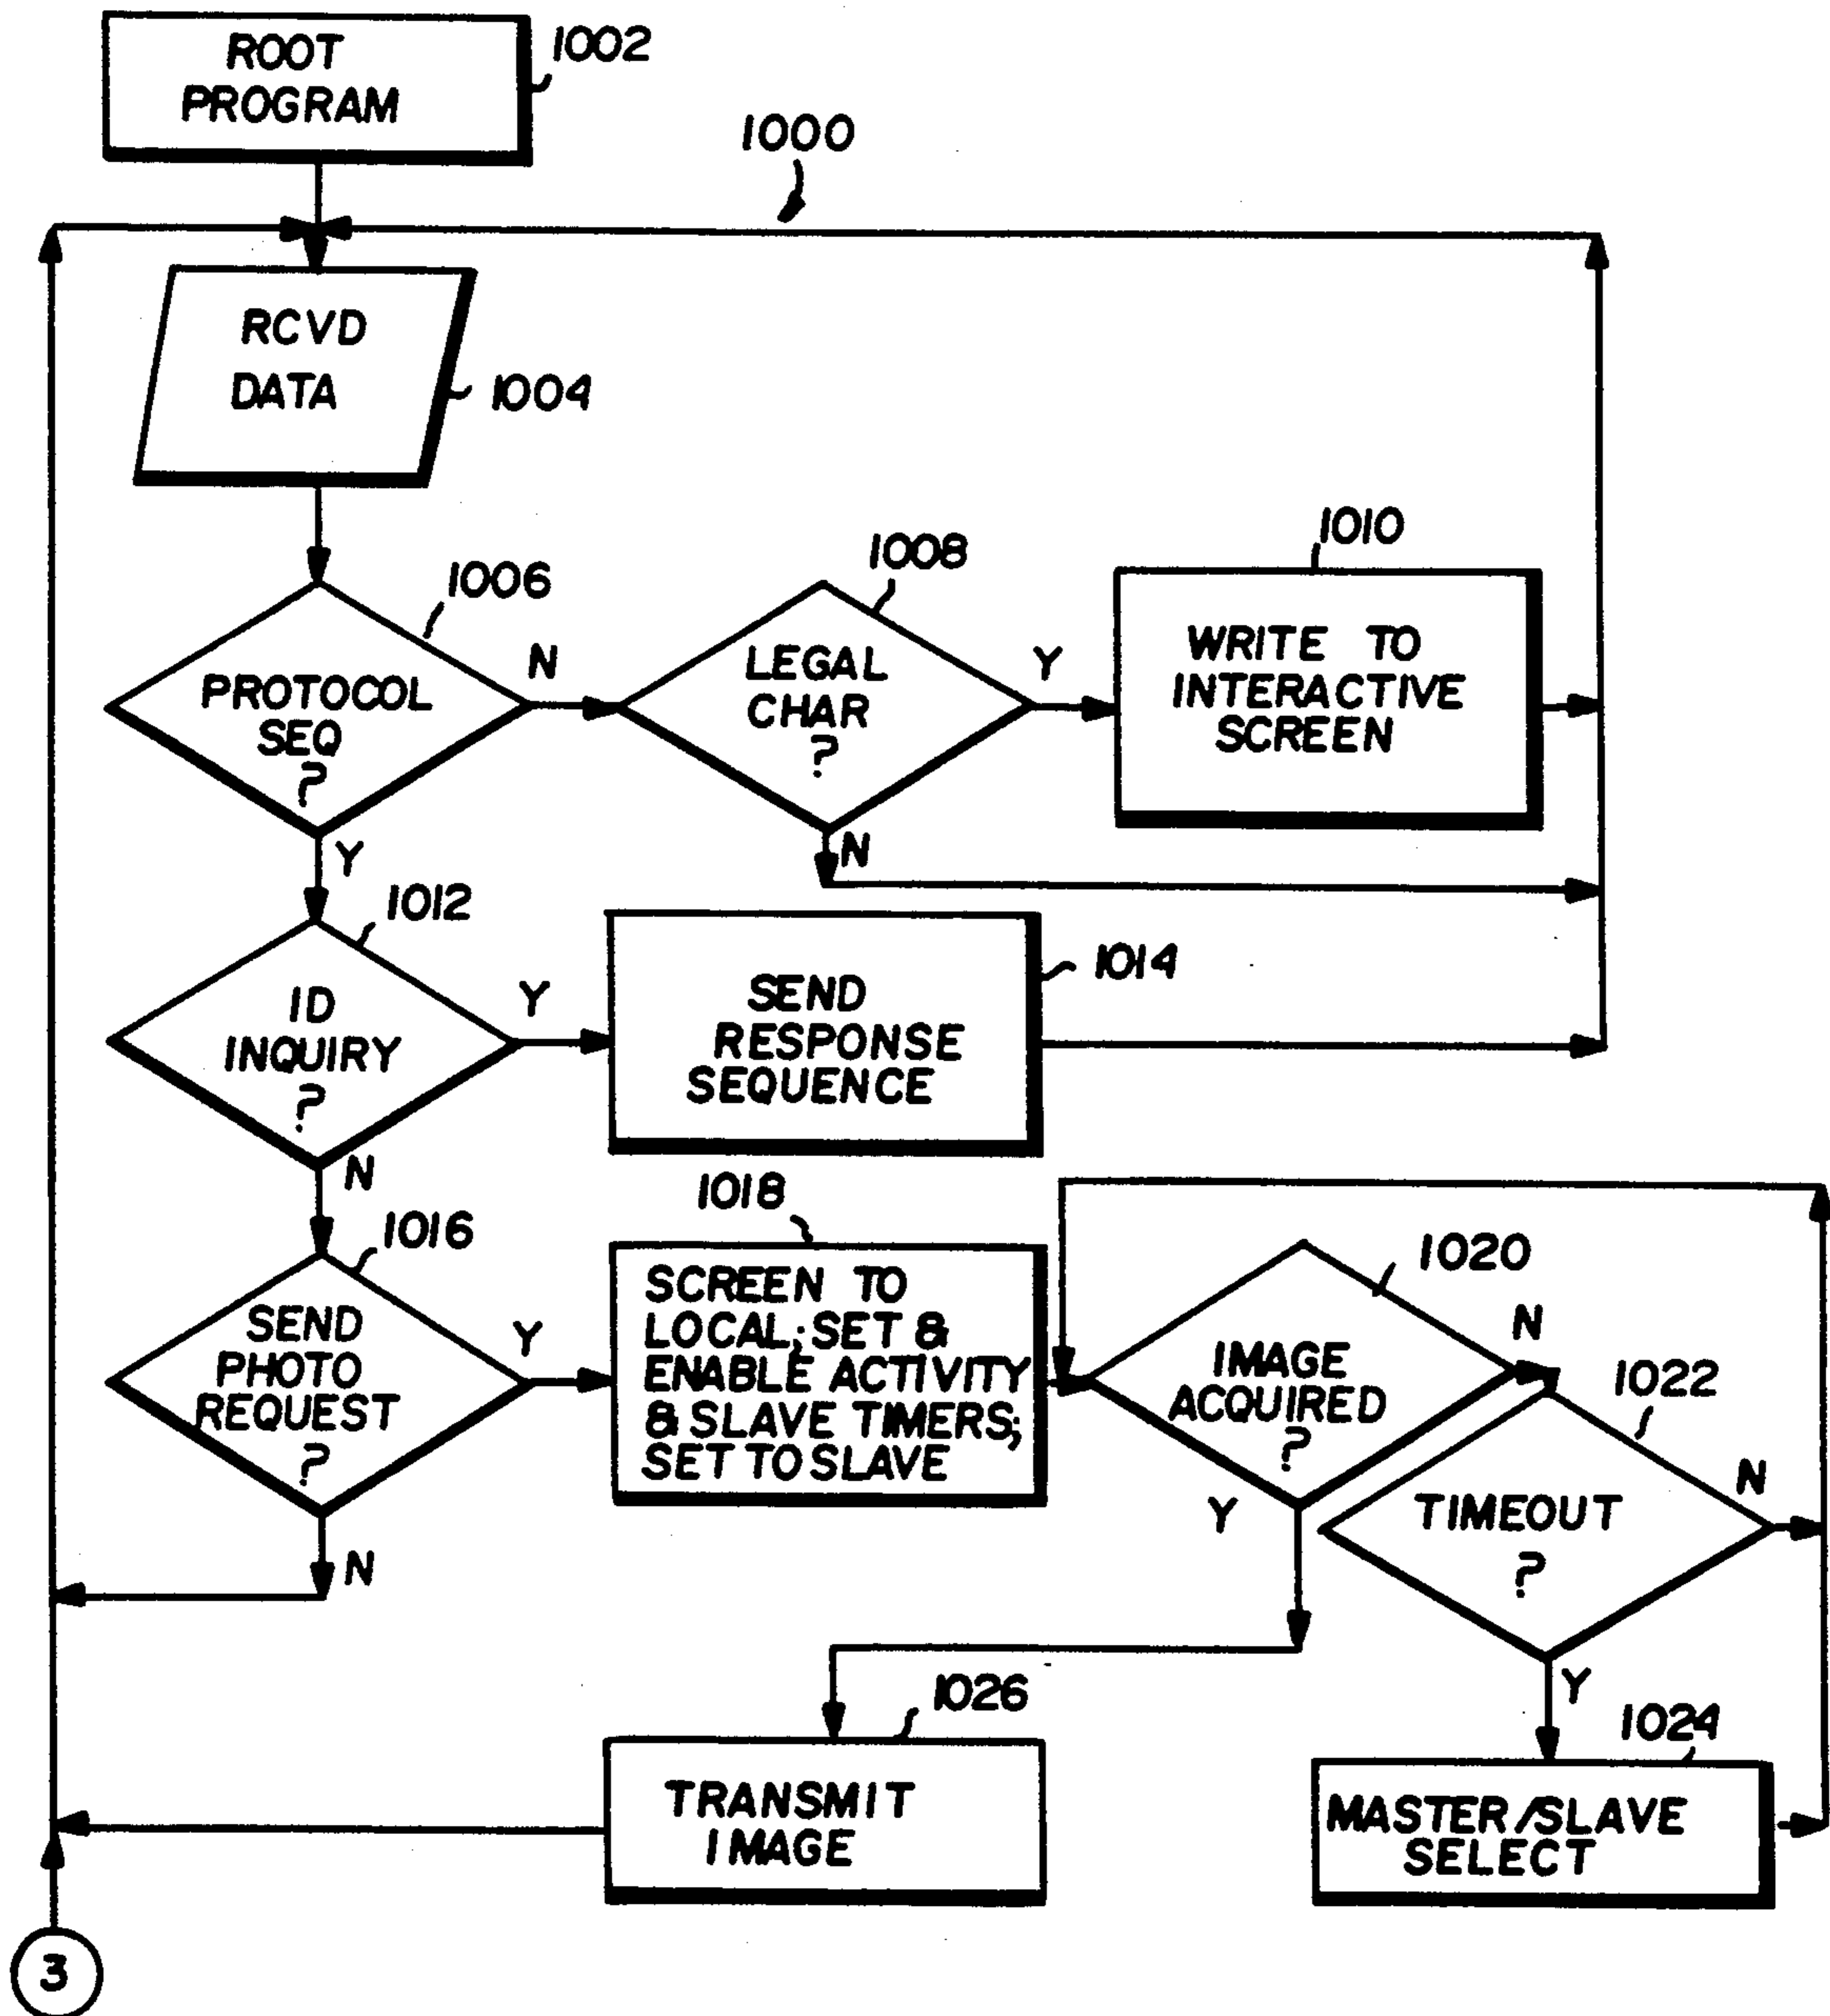 ROOT
PROGRAM
1002
1000
RCVD
DATA
1004
1006
PROTOCOL
SEQ
?
N
Y
1008
LEGAL
CHAR
?
Y
N
1010
WRITE TO
INTERACTIVE
SCREEN
1012
ID
INQUIRY
?
Y
N
1014
SEND
RESPONSE
SEQUENCE
1016
SEND
PHOTO
REQUEST
?
Y
N
1018
SCREEN TO
LOCAL; SET &
ENABLE ACTIVITY
& SLAVE TIMERS;
SET TO SLAVE
1020
IMAGE
ACQUIRED
?
N
Y
1022
TIMEOUT
?
N
Y
1024
MASTER/SLAVE
SELECT
1026
TRANSMIT
IMAGE
3